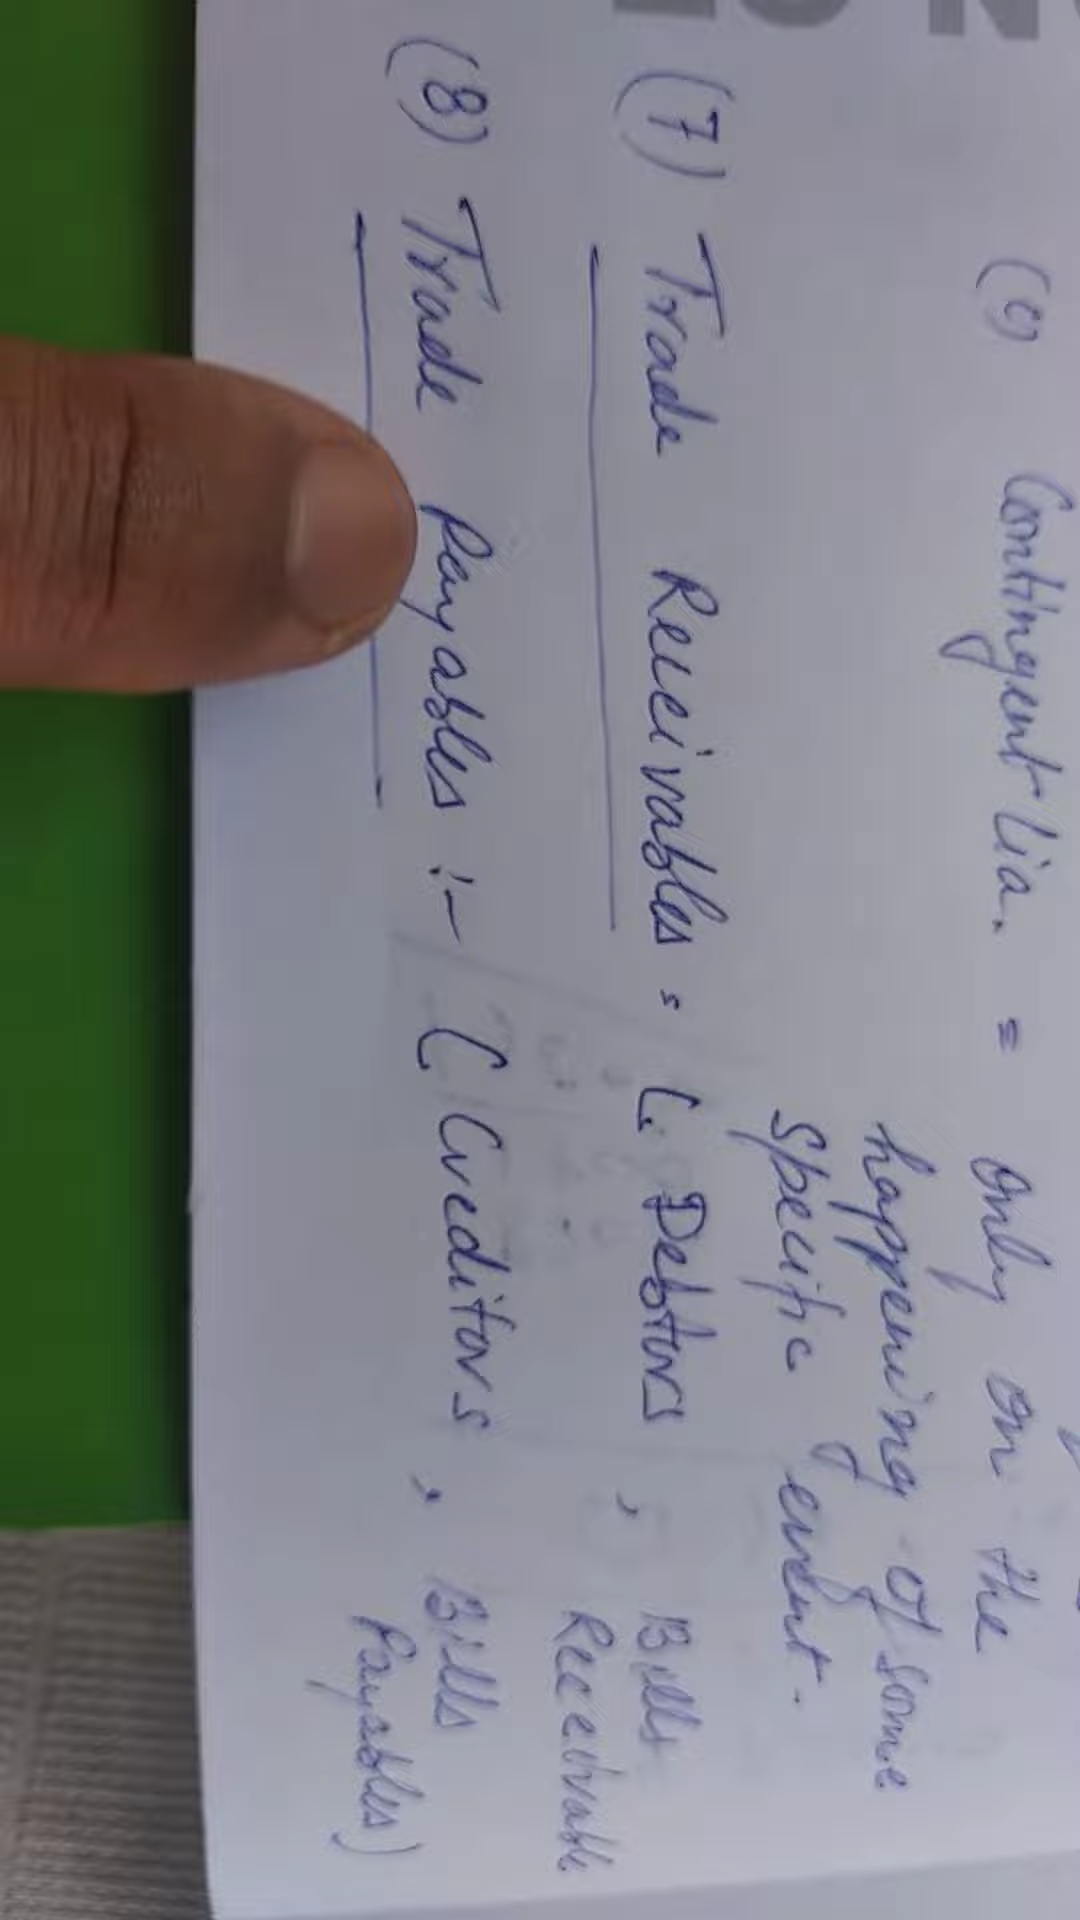 (c) Contingent Lia. = only on the
happening of some
specific endent.
(7) Trade Receivables = (. Debtors , Bills
Receivable
(8) Trade Payables :- ( Creditors , Bills
Payables)